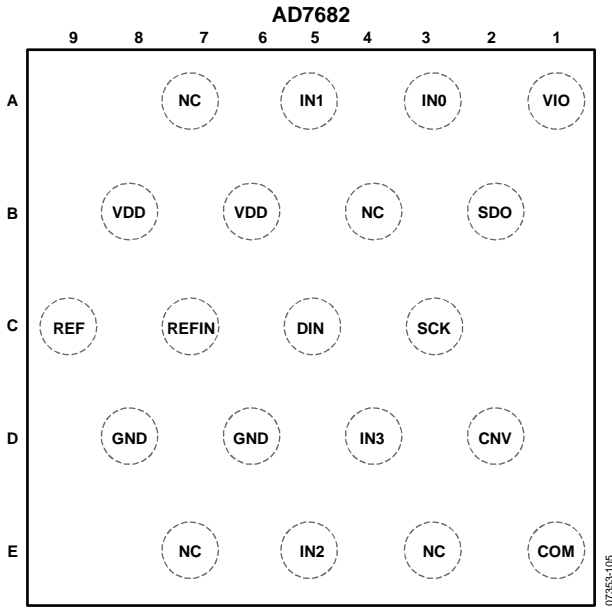 AD7682
9 8 7 6 5 4 3 2 1
A NC IN1 IN0 VIO
B VDD VDD NC SDO
C REF REFIN DIN SCK
D GND GND IN3 CNV
E NC IN2 NC COM
07353-105